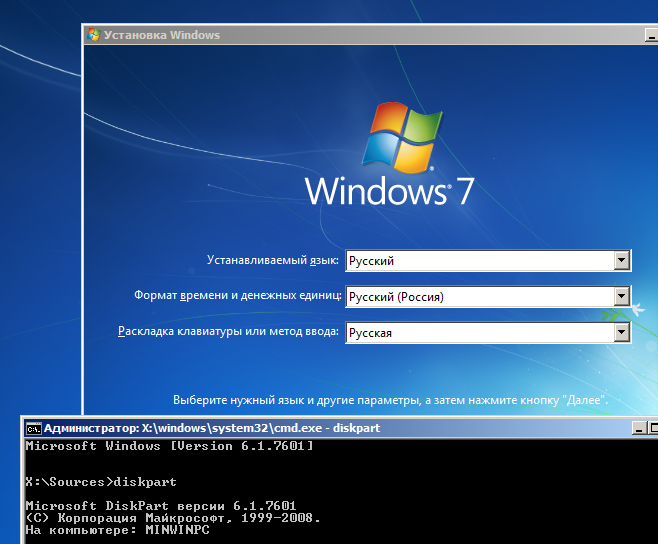 Установка Windows
Windows 7
Устанавливаемый язык: Русский
Формат времени и денежных единиц: Русский (Россия)
Раскладка клавиатуры или метод ввода: Русская
Выберите нужный язык и другие параметры, а затем нажмите кнопку "Далее".
Администратор: X:\windows\system32\cmd.exe - diskpart
Microsoft Windows [Version 6.1.7601]
X:\Sources>diskpart
Microsoft DiskPart версии 6.1.7601
(C) Корпорация Майкрософт, 1999-2008.
На компьютере: MINWINPC